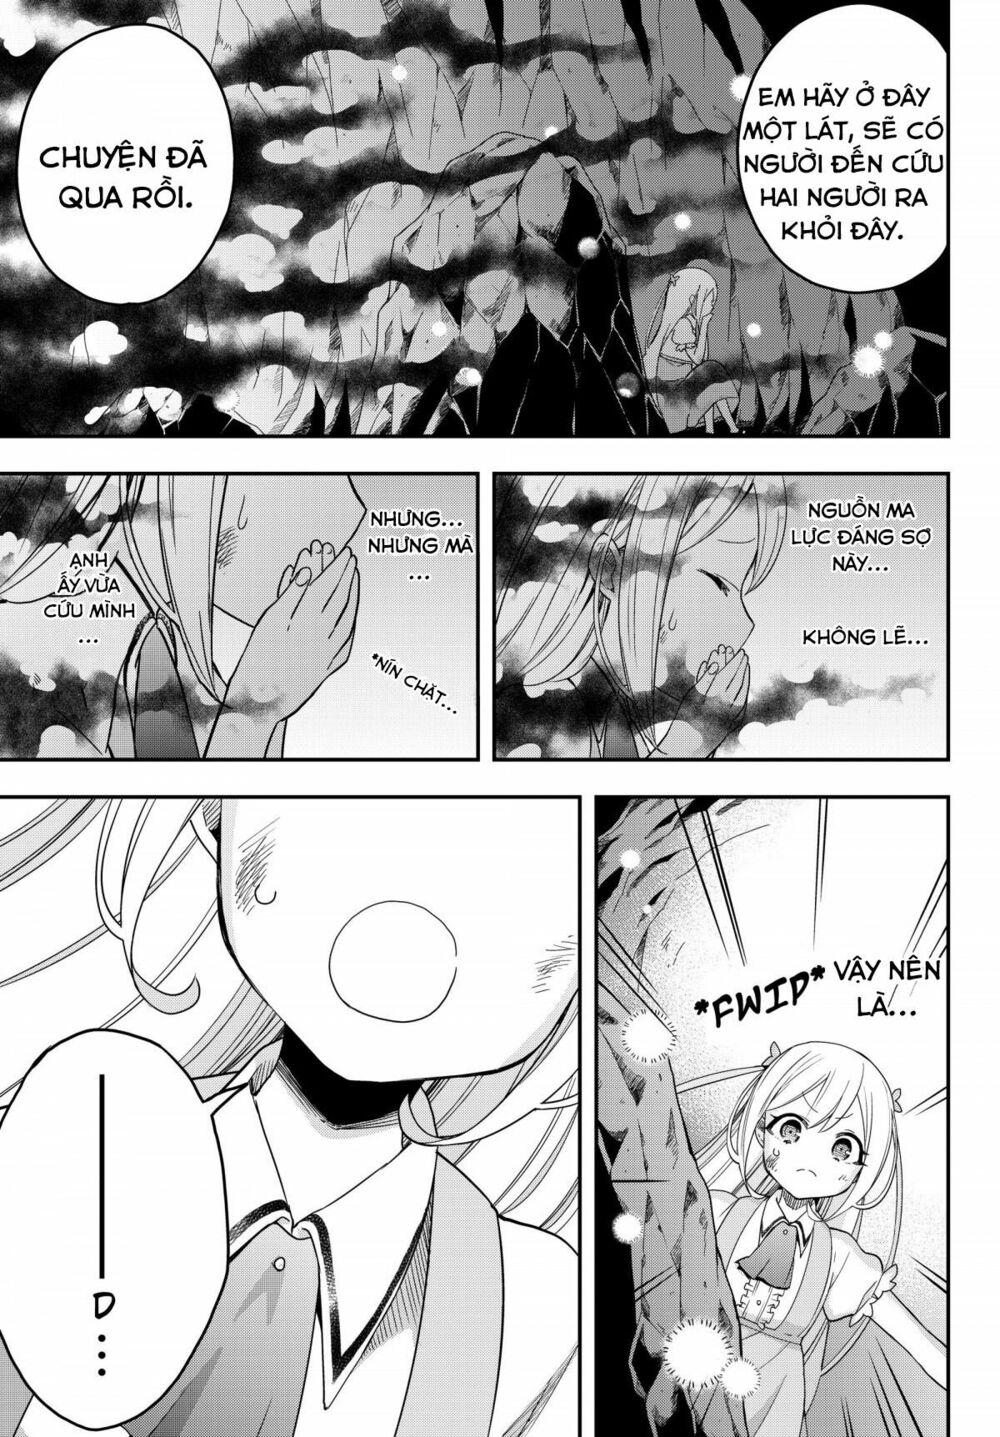 EM HÃY Ở ĐÂY
MỘT LÁT, SẼ CÓ
NGƯỜI ĐẾN CỨU
HAI NGƯỜI RA
KHỎI ĐÂY.
CHUYỆN ĐÃ
QUA RỒI.
NGUỒN MA
LỰC ĐÁNG SỢ
NÀY...
KHÔNG LẼ...
NHƯNG...
NHƯNG MÀ
...
*NÍN CHẶT...
ANH
ẤY VỪA
CỨU MÌNH
...
VẬY NÊN
LÀ...
*FWIP*
— D...